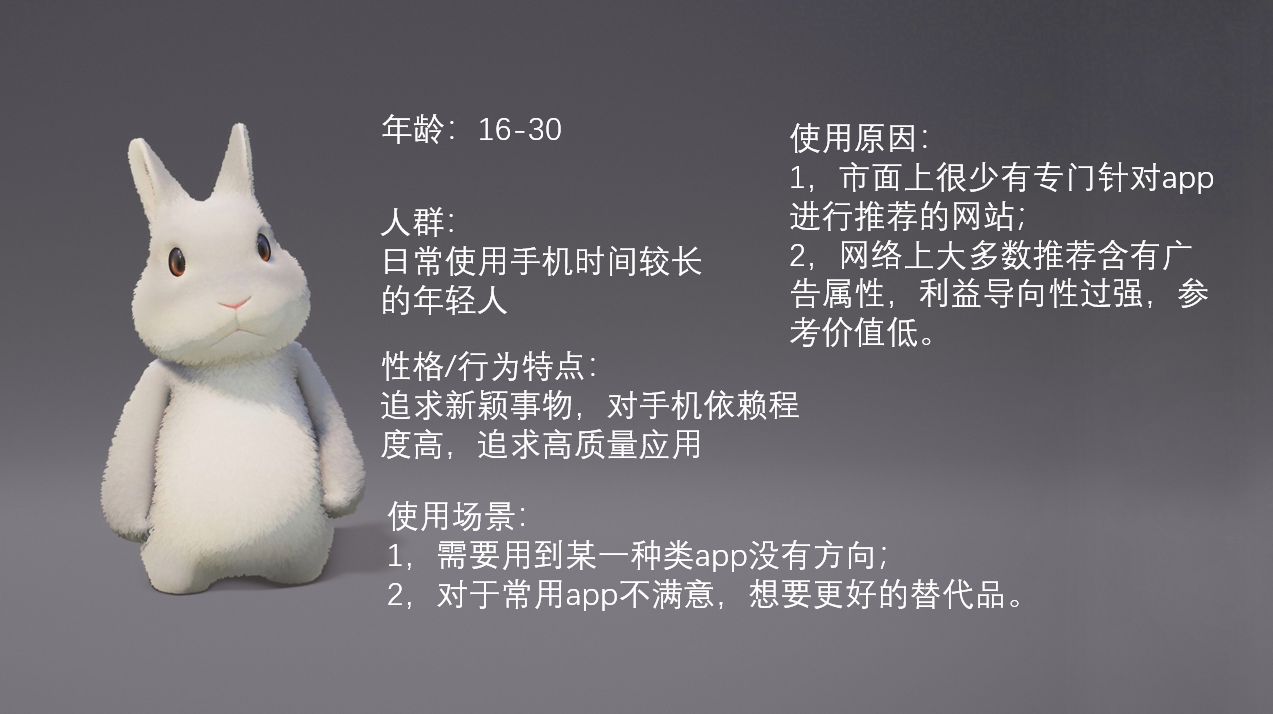 年龄：16-30
人群：
日常使用手机时间较长
的年轻人
性格/行为特点：
追求新颖事物，对手机依赖程
度高，追求高质量应用
使用场景：
1，需要用到某一种类app没有方向；
2，对于常用app不满意，想要更好的替代品。
使用原因：
1，市面上很少有专门针对app
进行推荐的网站；
2，网络上大多数推荐含有广
告属性，利益导向性过强，参
考价值低。